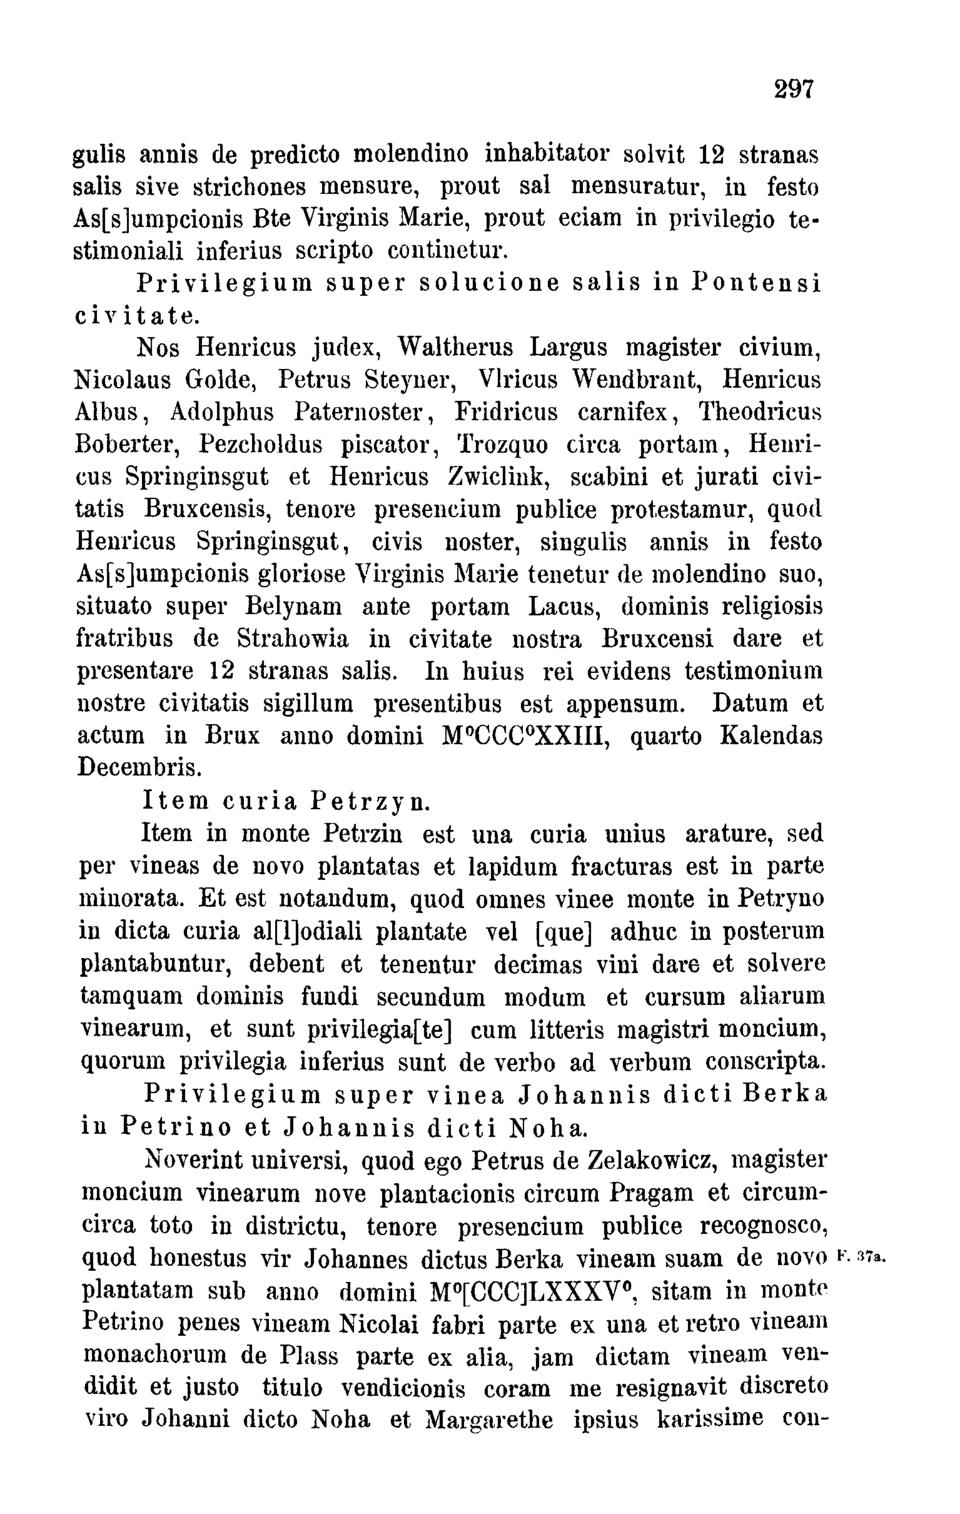 297
gulis annis de predicto molendino inhabitator solvit 12 stranas
salis sive strichones mensure, prout sal mensuratur, in festo
As[s]umpcionis Bte Virginis Marie, prout eciam in privilegio te-
stimoniali inferius scripto continetur.
Privilegium super solucione salis in Pontensi
civitate.
Nos Henricus judex, Waltherus Largus magister civium,
Nicolaus Golde, Petrus Steyner, Vlricus Wendbrant, Henricus
Albus, Adolphus Paternoster, Fridricus carnifex, Theodricus
Boberter, Pezcholdus piscator, Trozquo circa portam, Henri-
cus Springinsgut et Henricus Zwiclink, scabini et jurati civi-
tatis Bruxcensis, tenore presencium publice protestamur, quod
Henricus Springinsgut, civis noster, singulis annis in festo
As[s]umpcionis gloriose Virginis Marie tenetur de molendino suo,
situato super Belynam ante portam Lacus, dominis religiosis
fratribus de Strahowia in civitate nostra Bruxcensi dare et
presentare 12 stranas salis. In huius rei evidens testimonium
nostre civitatis sigillum presentibus est appensum. Datum et
actum in Brux anno domini MºCCCºXXIII, quarto Kalendas
Decembris.
Item curia Petrzyn.
Item in monte Petrzin est una curia unius arature, sed
per vineas de novo plantatas et lapidum fracturas est in parte
minorata. Et est notandum, quod omnes vinee monte in Petryno
in dicta curia al[l]odiali plantate vel [que] adhuc in posterum
plantabuntur, debent et tenentur decimas vini dare et solvere
tamquam dominis fundi secundum modum et cursum aliarum
vinearum, et sunt privilegia[te] cum litteris magistri moncium,
quorum privilegia inferius sunt de verbo ad verbum conscripta.
Privilegium super vinea Johannis dicti Berka
in Petrino et Johannis dicti Noha.
Noverint universi, quod ego Petrus de Zelakowicz, magister
moncium vinearum nove plantacionis circum Pragam et circum-
circa toto in districtu, tenore presencium publice recognosco,
quod honestus vir Johannes dictus Berka vineam suam de novo F. 37a.
plantatam sub anno domini Mº[CCC]LXXXVº, sitam in monte
Petrino penes vineam Nicolai fabri parte ex una et retro vineam
monachorum de Plass parte ex alia, jam dictam vineam ven-
didit et justo titulo vendicionis coram me resignavit discreto
viro Johanni dicto Noha et Margarethe ipsius karissime con-